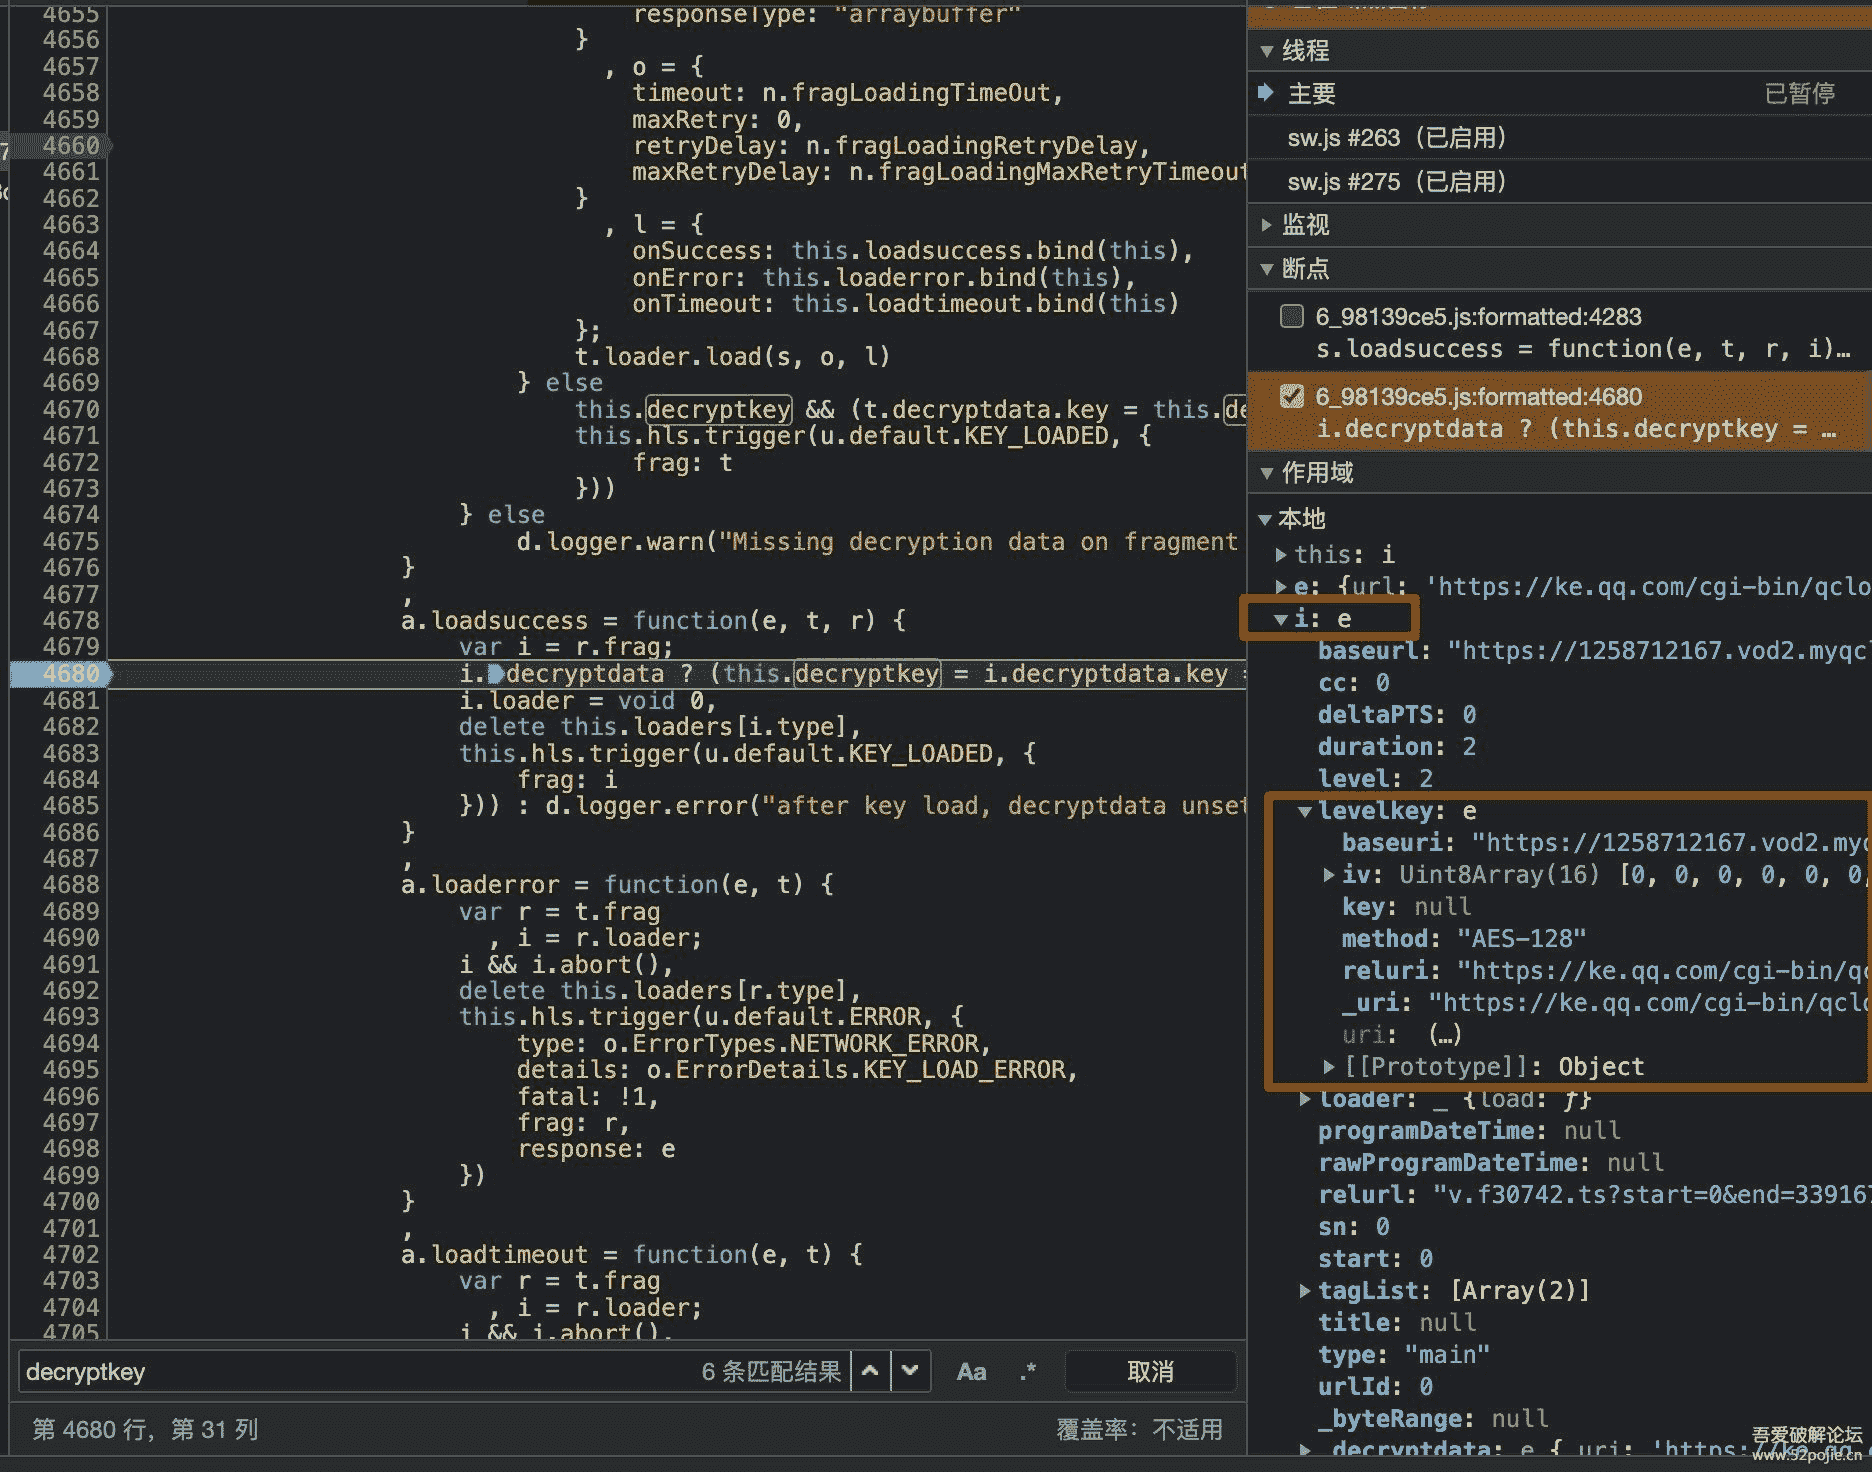 4655 responseType: "arraybuffer"
4656 }
4657 , o = {
4658 timeout: n.fragLoadingTimeOut,
4659 maxRetry: 0,
4660 retryDelay: n.fragLoadingRetryDelay,
4661 maxRetryDelay: n.fragLoadingMaxRetryTimeout
4662 }
4663 , l = {
4664 onSuccess: this.loadsuccess.bind(this),
4665 onError: this.loaderror.bind(this),
4666 onTimeout: this.loadtimeout.bind(this)
4667 };
4668 t.loader.load(s, o, l)
4669 } else
4670 this.decryptkey && (t.decryptdata.key = this.de
4671 this.hls.trigger(u.default.KEY_LOADED, {
4672 frag: t
4673 }))
4674 } else
4675 d.logger.warn("Missing decryption data on fragment
4676 }
4677 ,
4678 a.loadsuccess = function(e, t, r) {
4679 var i = r.frag;
4680 i.decryptdata ? (this.decryptkey = i.decryptdata.key =
4681 i.loader = void 0,
4682 delete this.loaders[i.type],
4683 this.hls.trigger(u.default.KEY_LOADED, {
4684 frag: i
4685 })) : d.logger.error("after key load, decryptdata unset
4686 }
4687 ,
4688 a.loaderror = function(e, t) {
4689 var r = t.frag
4690 , i = r.loader;
4691 i && i.abort(),
4692 delete this.loaders[r.type],
4693 this.hls.trigger(u.default.ERROR, {
4694 type: o.ErrorTypes.NETWORK_ERROR,
4695 details: o.ErrorDetails.KEY_LOAD_ERROR,
4696 fatal: !1,
4697 frag: r,
4698 response: e
4699 })
4700 }
4701 ,
4702 a.loadtimeout = function(e, t) {
4703 var r = t.frag
4704 , i = r.loader;
4705 i && i.abort(),
decryptkey 6 条匹配结果 Aa .* 取消
第 4680 行，第 31 列 覆盖率：不适用
线程
主要 已暂停
sw.js #263（已启用）
sw.js #275（已启用）
监视
断点
6_98139ce5.js:formatted:4283
s.loadsuccess = function(e, t, r, i)…
6_98139ce5.js:formatted:4680
i.decryptdata ? (this.decryptkey = …
作用域
本地
this: i
e: {url: 'https://ke.qq.com/cgi-bin/qclo
i: e
baseurl: "https://1258712167.vod2.myqc
cc: 0
deltaPTS: 0
duration: 2
level: 2
levelkey: e
baseuri: "https://1258712167.vod2.myq
iv: Uint8Array(16) [0, 0, 0, 0, 0, 0,
key: null
method: "AES-128"
reluri: "https://ke.qq.com/cgi-bin/qc
_uri: "https://ke.qq.com/cgi-bin/qclo
uri: (…)
[[Prototype]]: Object
loader: _ {load: ƒ}
programDateTime: null
rawProgramDateTime: null
relurl: "v.f30742.ts?start=0&end=339167
sn: 0
start: 0
tagList: [Array(2)]
title: null
type: "main"
urlId: 0
_byteRange: null
_decryptdata: e {_uri: 'https://ke.qq.c
吾爱破解论坛
www.52pojie.cn